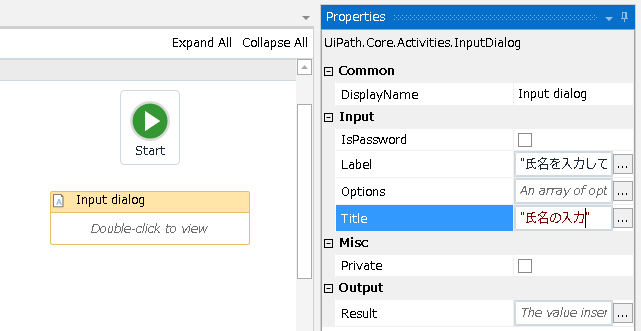 Properties
Expand All Collapse All
UiPath.Core.Activities.InputDialog
Common
DisplayName Input dialog
Input
IsPassword
Label "氏名を入力して ...
Options An array of opt ...
Title "氏名の入力" ...
Misc
Private
Output
Result The value inser ...
Start
Input dialog
Double-click to view